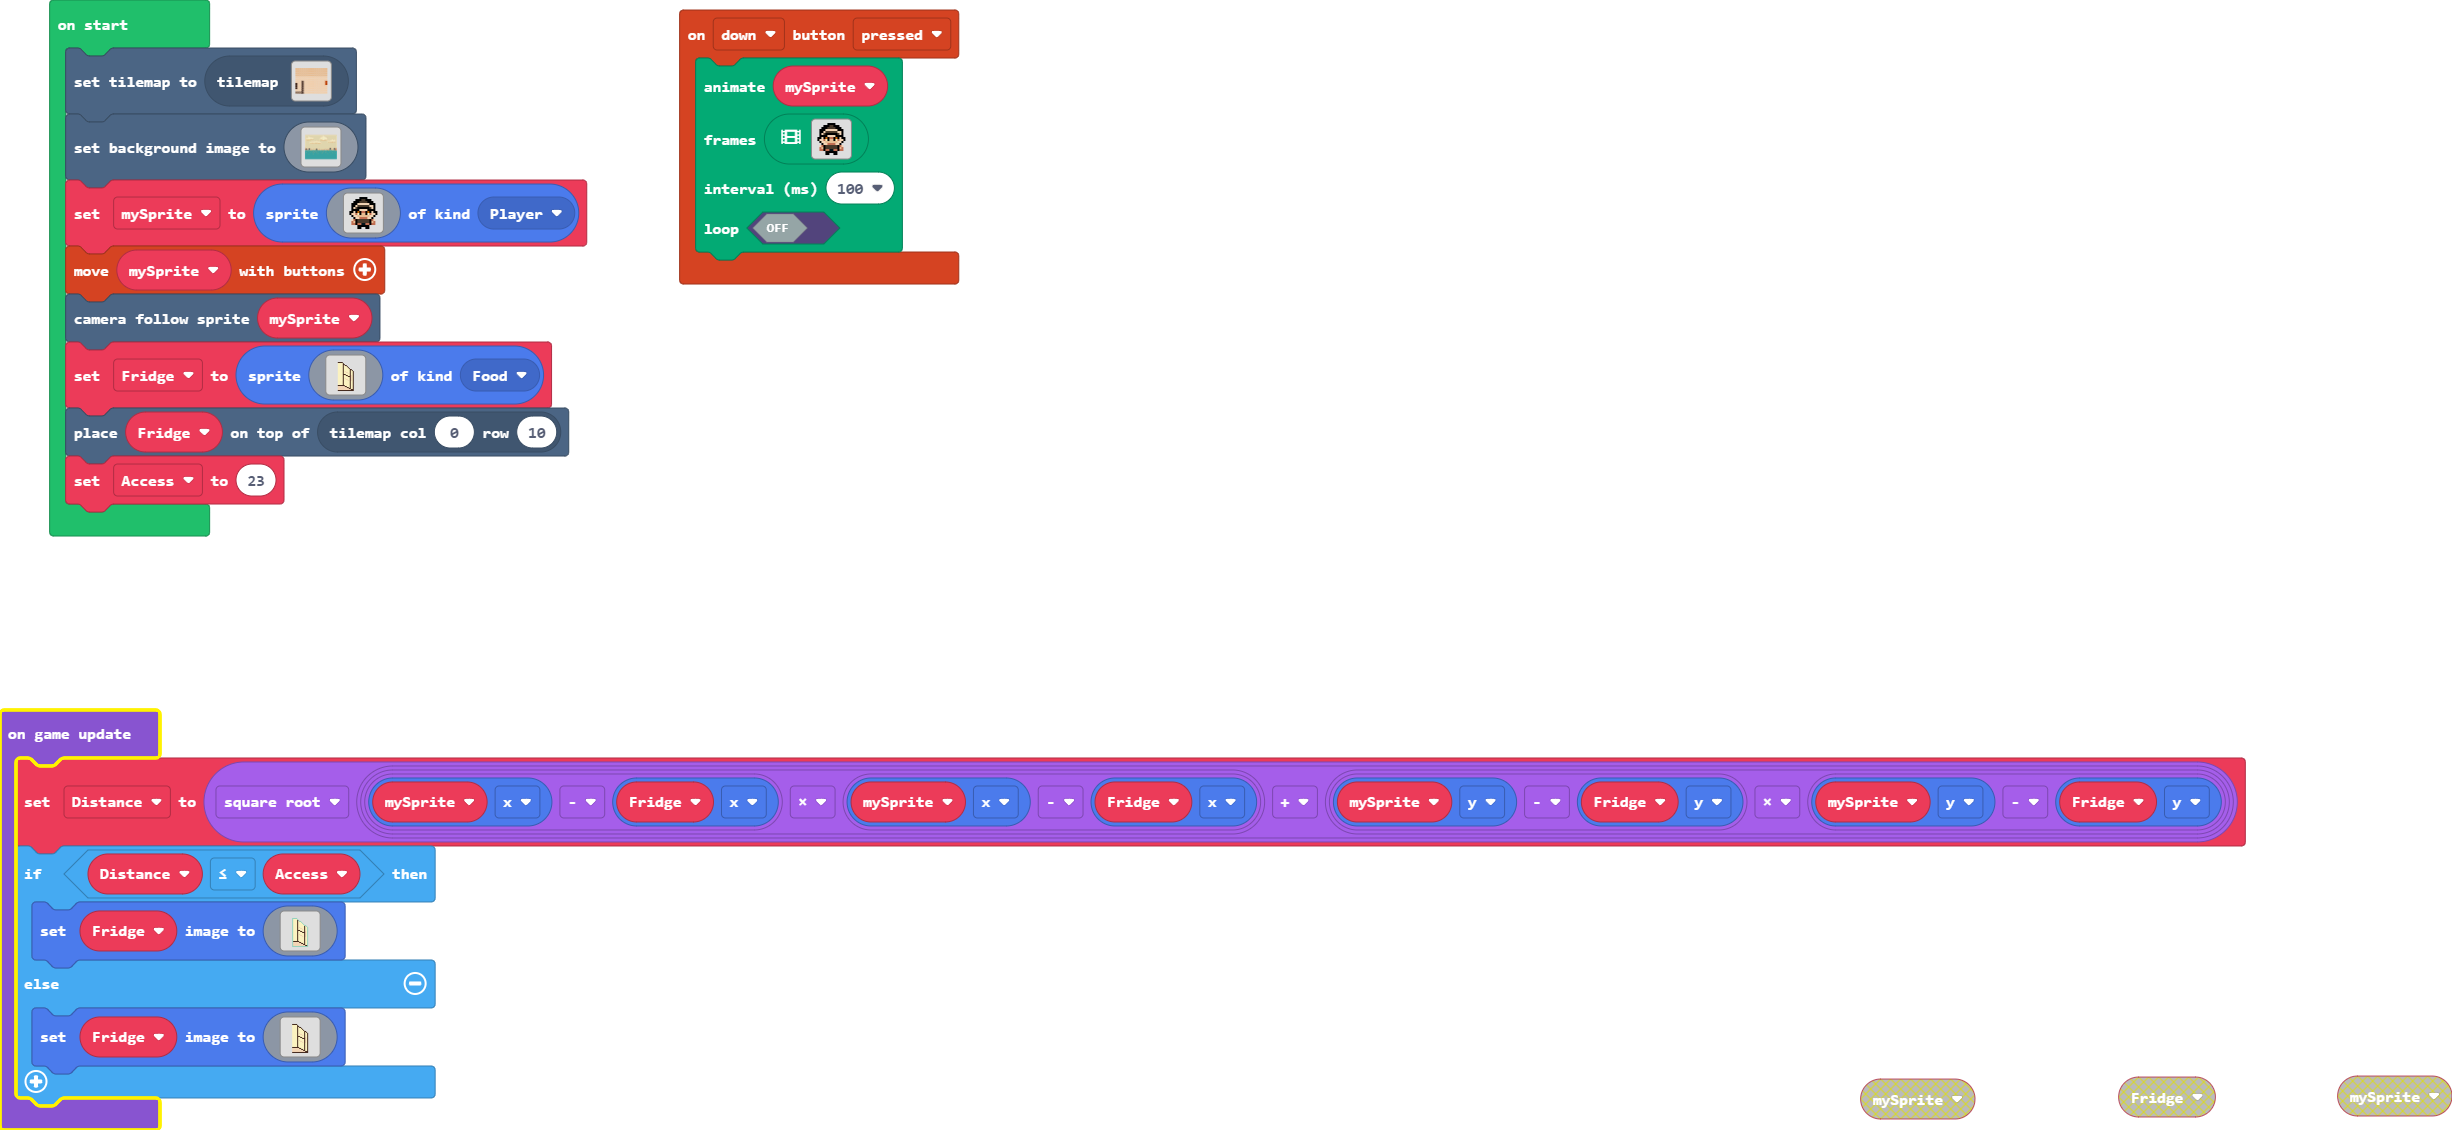 on start
set tilemap to tilemap
set background image to
set mySprite to sprite of kind Player
move mySprite with buttons
camera follow sprite mySprite
set Fridge to sprite of kind Food
place Fridge on top of tilemap col 0 row 10
set Access to 23
on down button pressed
animate mySprite
frames
interval (ms) 100
loop OFF
on game update
set Distance to square root mySprite x - Fridge x × mySprite x - Fridge x + mySprite y - Fridge y × mySprite y - Fridge y
if Distance ≤ Access then
set Fridge image to
else
set Fridge image to
mySprite Fridge mySprite